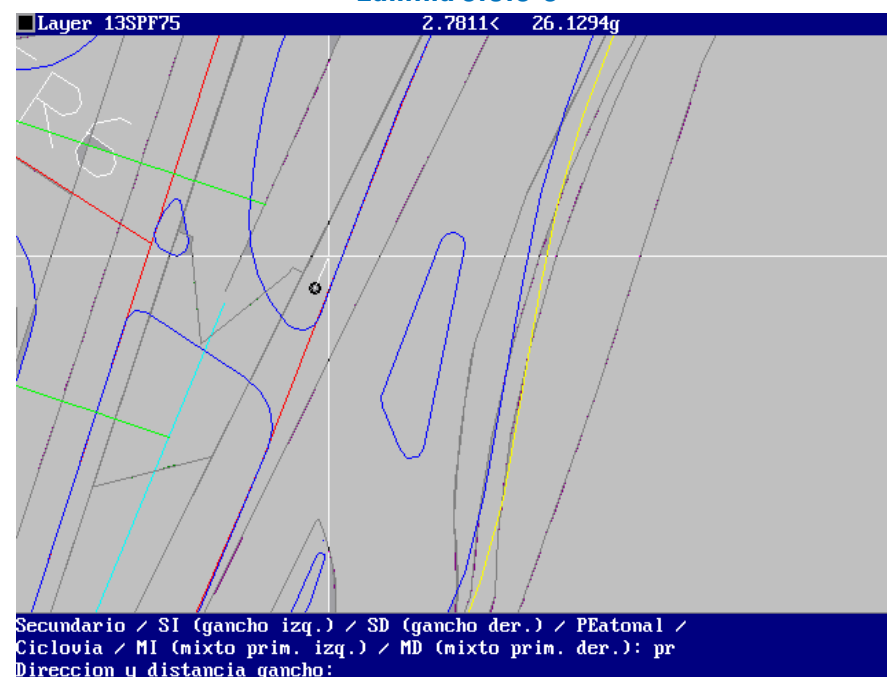 Layer 13SPF75 2.7811< 26.1294g
R6
Secundario / SI (gancho izq.) / SD (gancho der.) / PEatonal /
Ciclovia / MI (mixto prim. izq.) / MD (mixto prim. der.): pr
Direccion y distancia gancho: